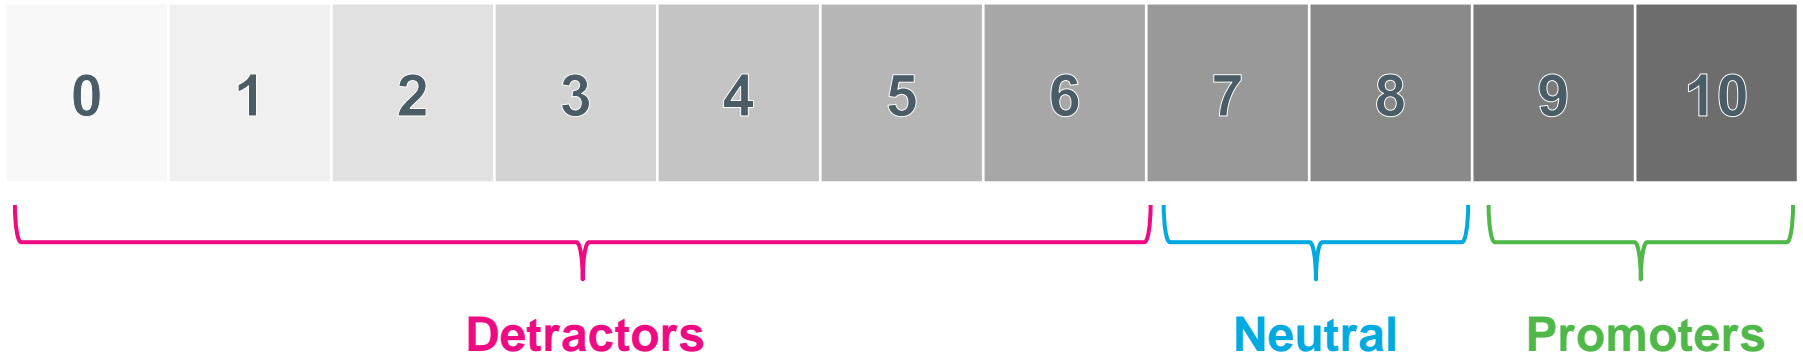 0 1 2 3 4 5 6 7 8 9 10
Detractors Neutral Promoters